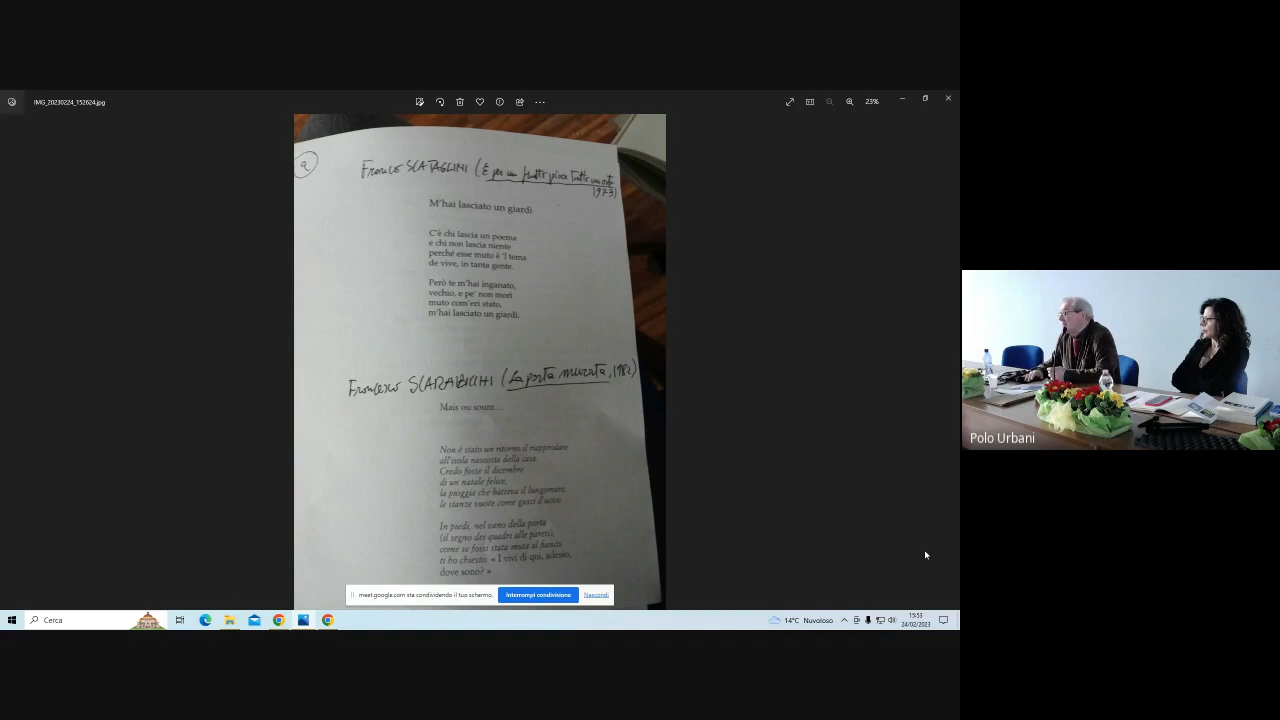 IMG_20230224_152624.jpg
23%
9
Franco SCATAGLINI (E per un frutto piace tutto un orto
1973)
M'hai lasciato un giardì
C'è chi lascia un poema
e chi non lascia niente
perché esse muto è 'l tema
de vive, in tanta gente.
Però te m'hai inganato,
vechio, e pe' non morì
muto com'eri stato,
m'hai lasciato un giardì.
Francesco SCARABICCHI (La porta murata, 1982)
Mais ou sount...
Non è stato un ritorno il riapprodare
all'isola nascosta della casa.
Credo fosse il dicembre
di un natale felice,
la pioggia che batteva il lungomare,
le stanze vuote come gusci d'uovo.
In piedi, nel vano della porta
(il segno dei quadri alle pareti),
come se fossi stata muta al fianco,
ti ho chiesto: « I vivi di qui, adesso,
dove sono? »
meet.google.com sta condividendo il tuo schermo.
Interrompi condivisione
Nascondi
Cerca
14°C Nuvoloso
15:53
24/02/2023
Polo Urbani